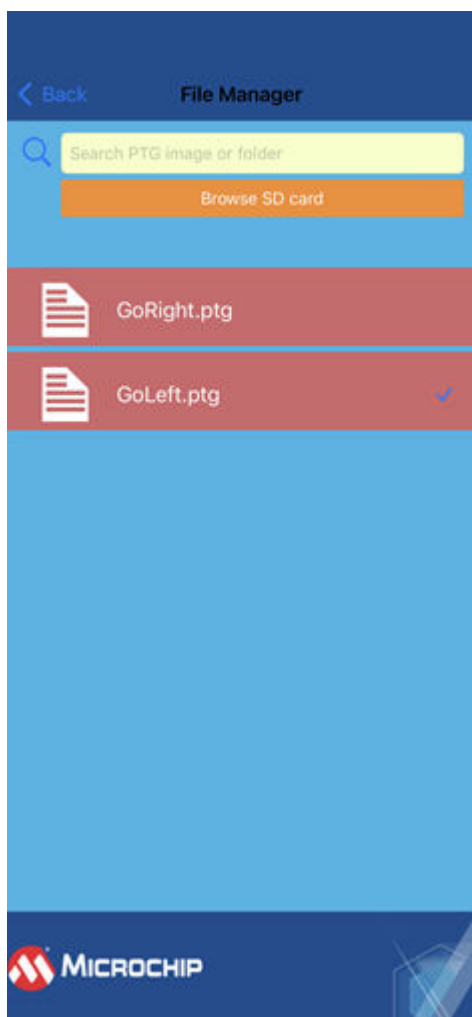 Back
File Manager
Search PTG image or folder
Browse SD card
GoRight.ptg
GoLeft.ptg
MICROCHIP